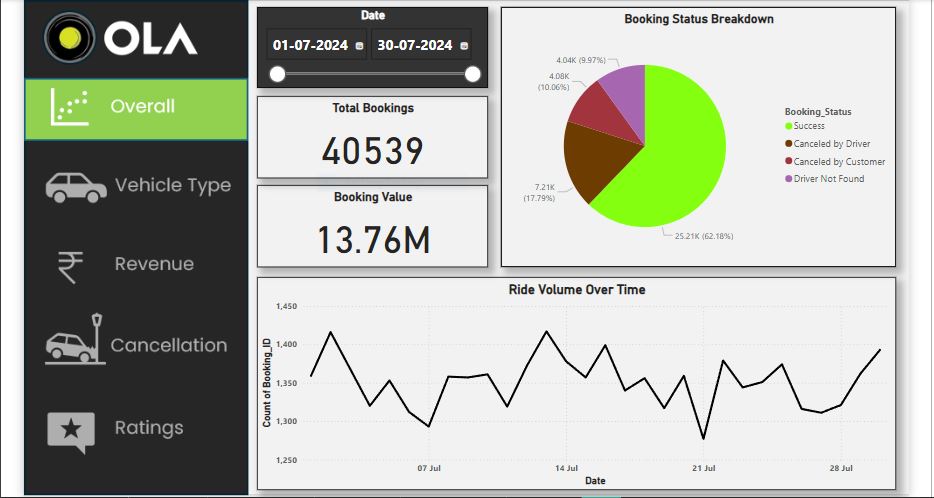 OLA
Overall
Vehicle Type
Revenue
Cancellation
Ratings
Date
01-07-2024
30-07-2024
Total Bookings
40539
Booking Value
13.76M
Booking Status Breakdown
4.04K (9.97%)
4.08K
(10.06%)
7.21K
(17.79%)
25.21K (62.18%)
Booking_Status
Success
Canceled by Driver
Canceled by Customer
Driver Not Found
Ride Volume Over Time
Count of Booking_ID
1,450
1,400
1,350
1,300
1,250
07 Jul
14 Jul
21 Jul
28 Jul
Date